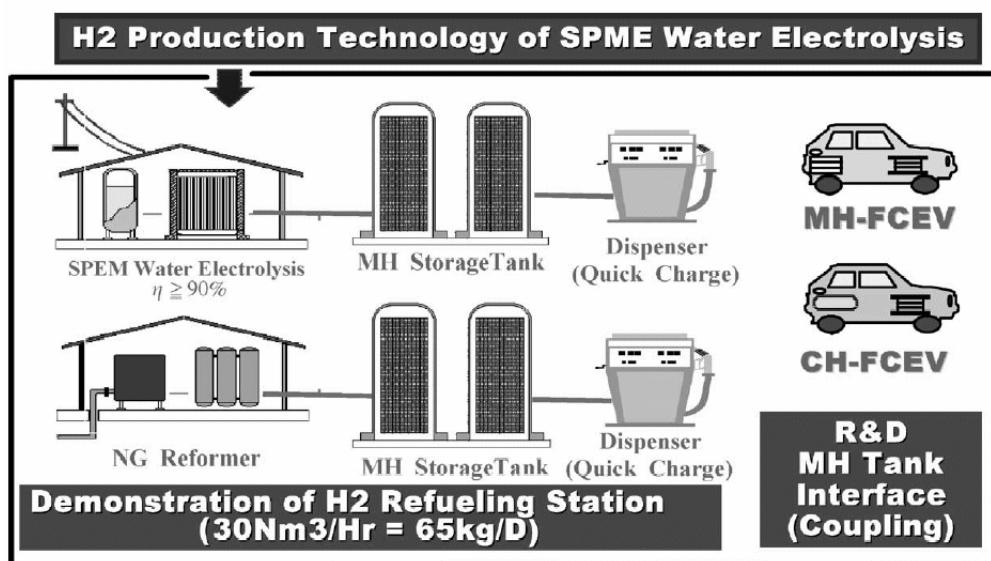 H2 Production Technology of SPME Water Electrolysis
SPEM Water Electrolysis
η ≧ 90%
MH StorageTank
Dispenser
(Quick Charge)
MH-FCEV
CH-FCEV
NG Reformer
MH StorageTank
Dispenser
(Quick Charge)
Demonstration of H2 Refueling Station
(30Nm3/Hr = 65kg/D)
R&D
MH Tank
Interface
(Coupling)